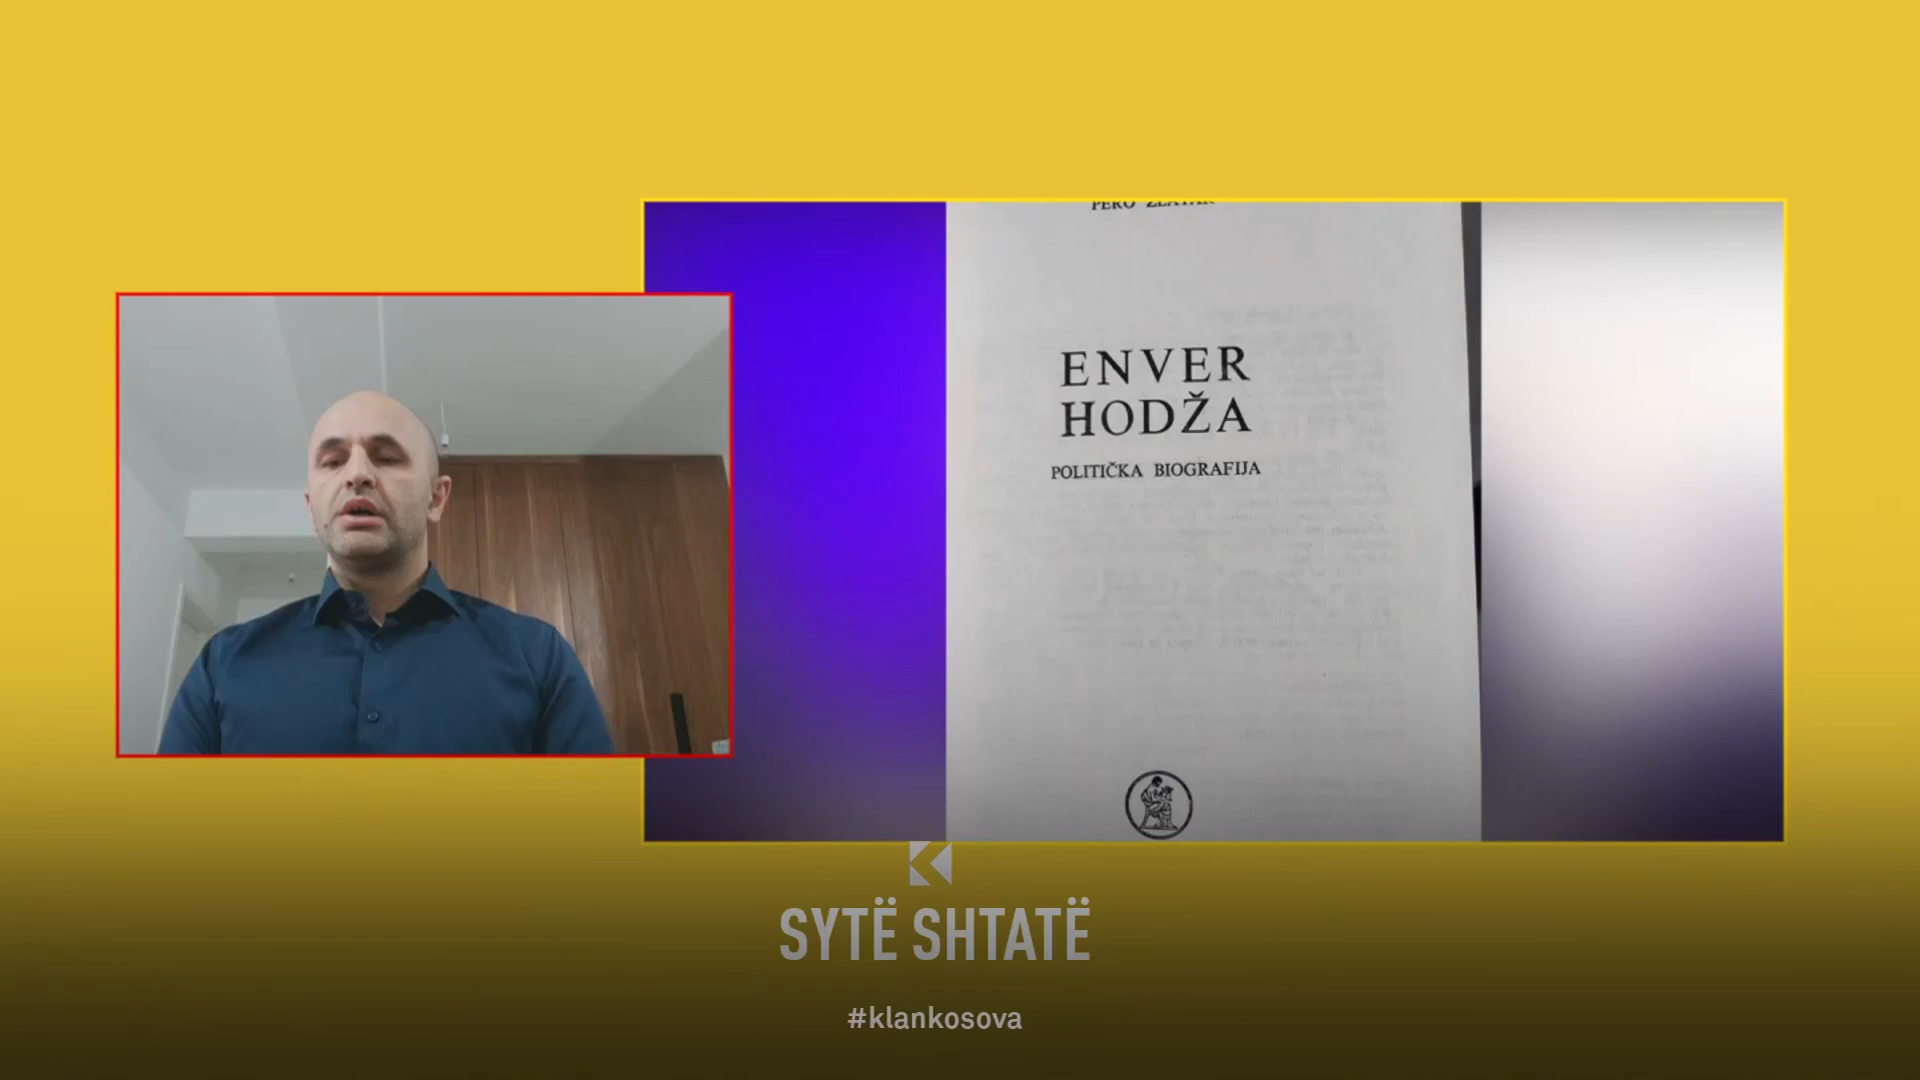 ENVER
HODŽA
POLITIČKA BIOGRAFIJA
SYTË SHTATË
#klankosova